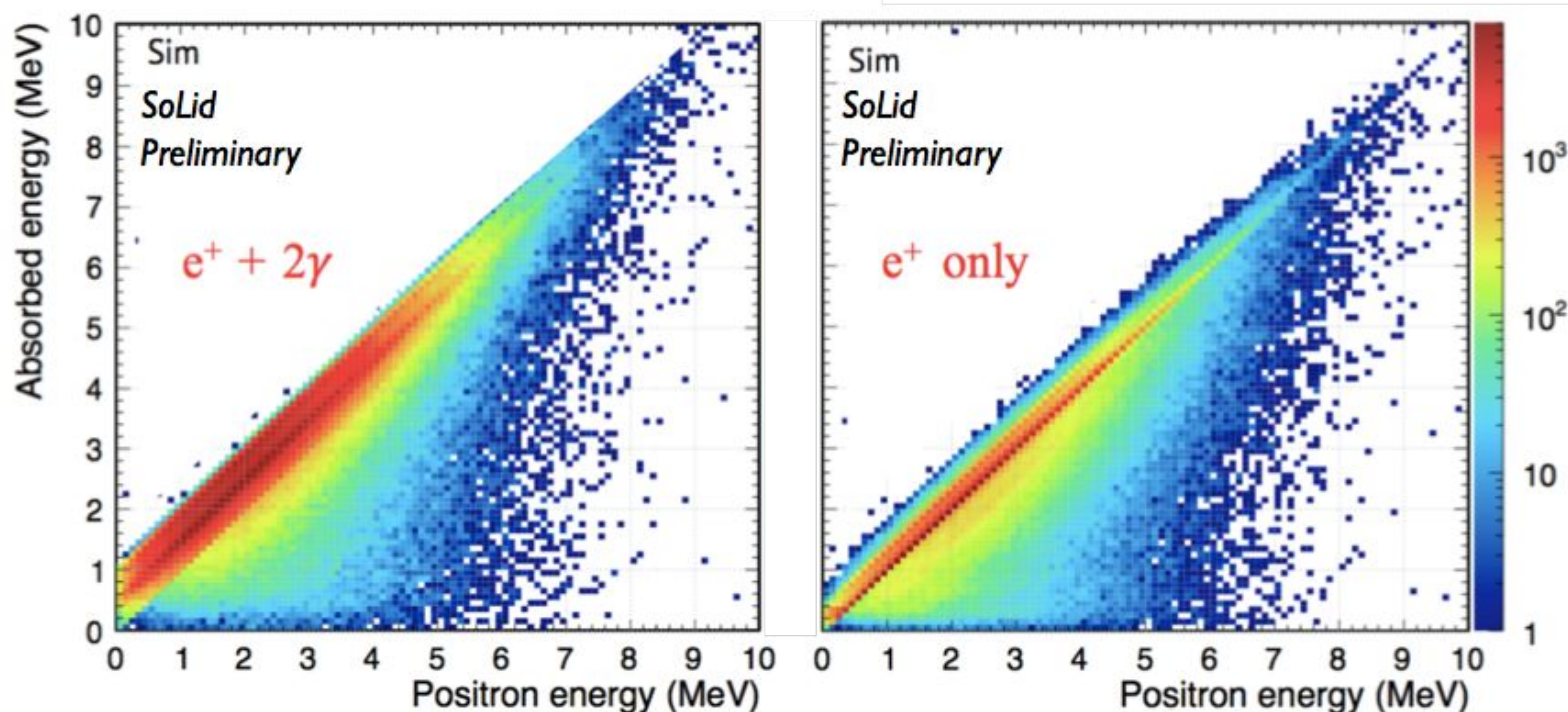 Absorbed energy (MeV)
10
9
8
7
6
5
4
3
2
1
0
Sim
SoLid
Preliminary
e⁺ + 2γ
0 1 2 3 4 5 6 7 8 9 10
Positron energy (MeV)
Sim
SoLid
Preliminary
e⁺ only
0 1 2 3 4 5 6 7 8 9 10
Positron energy (MeV)
10³
10²
10
1